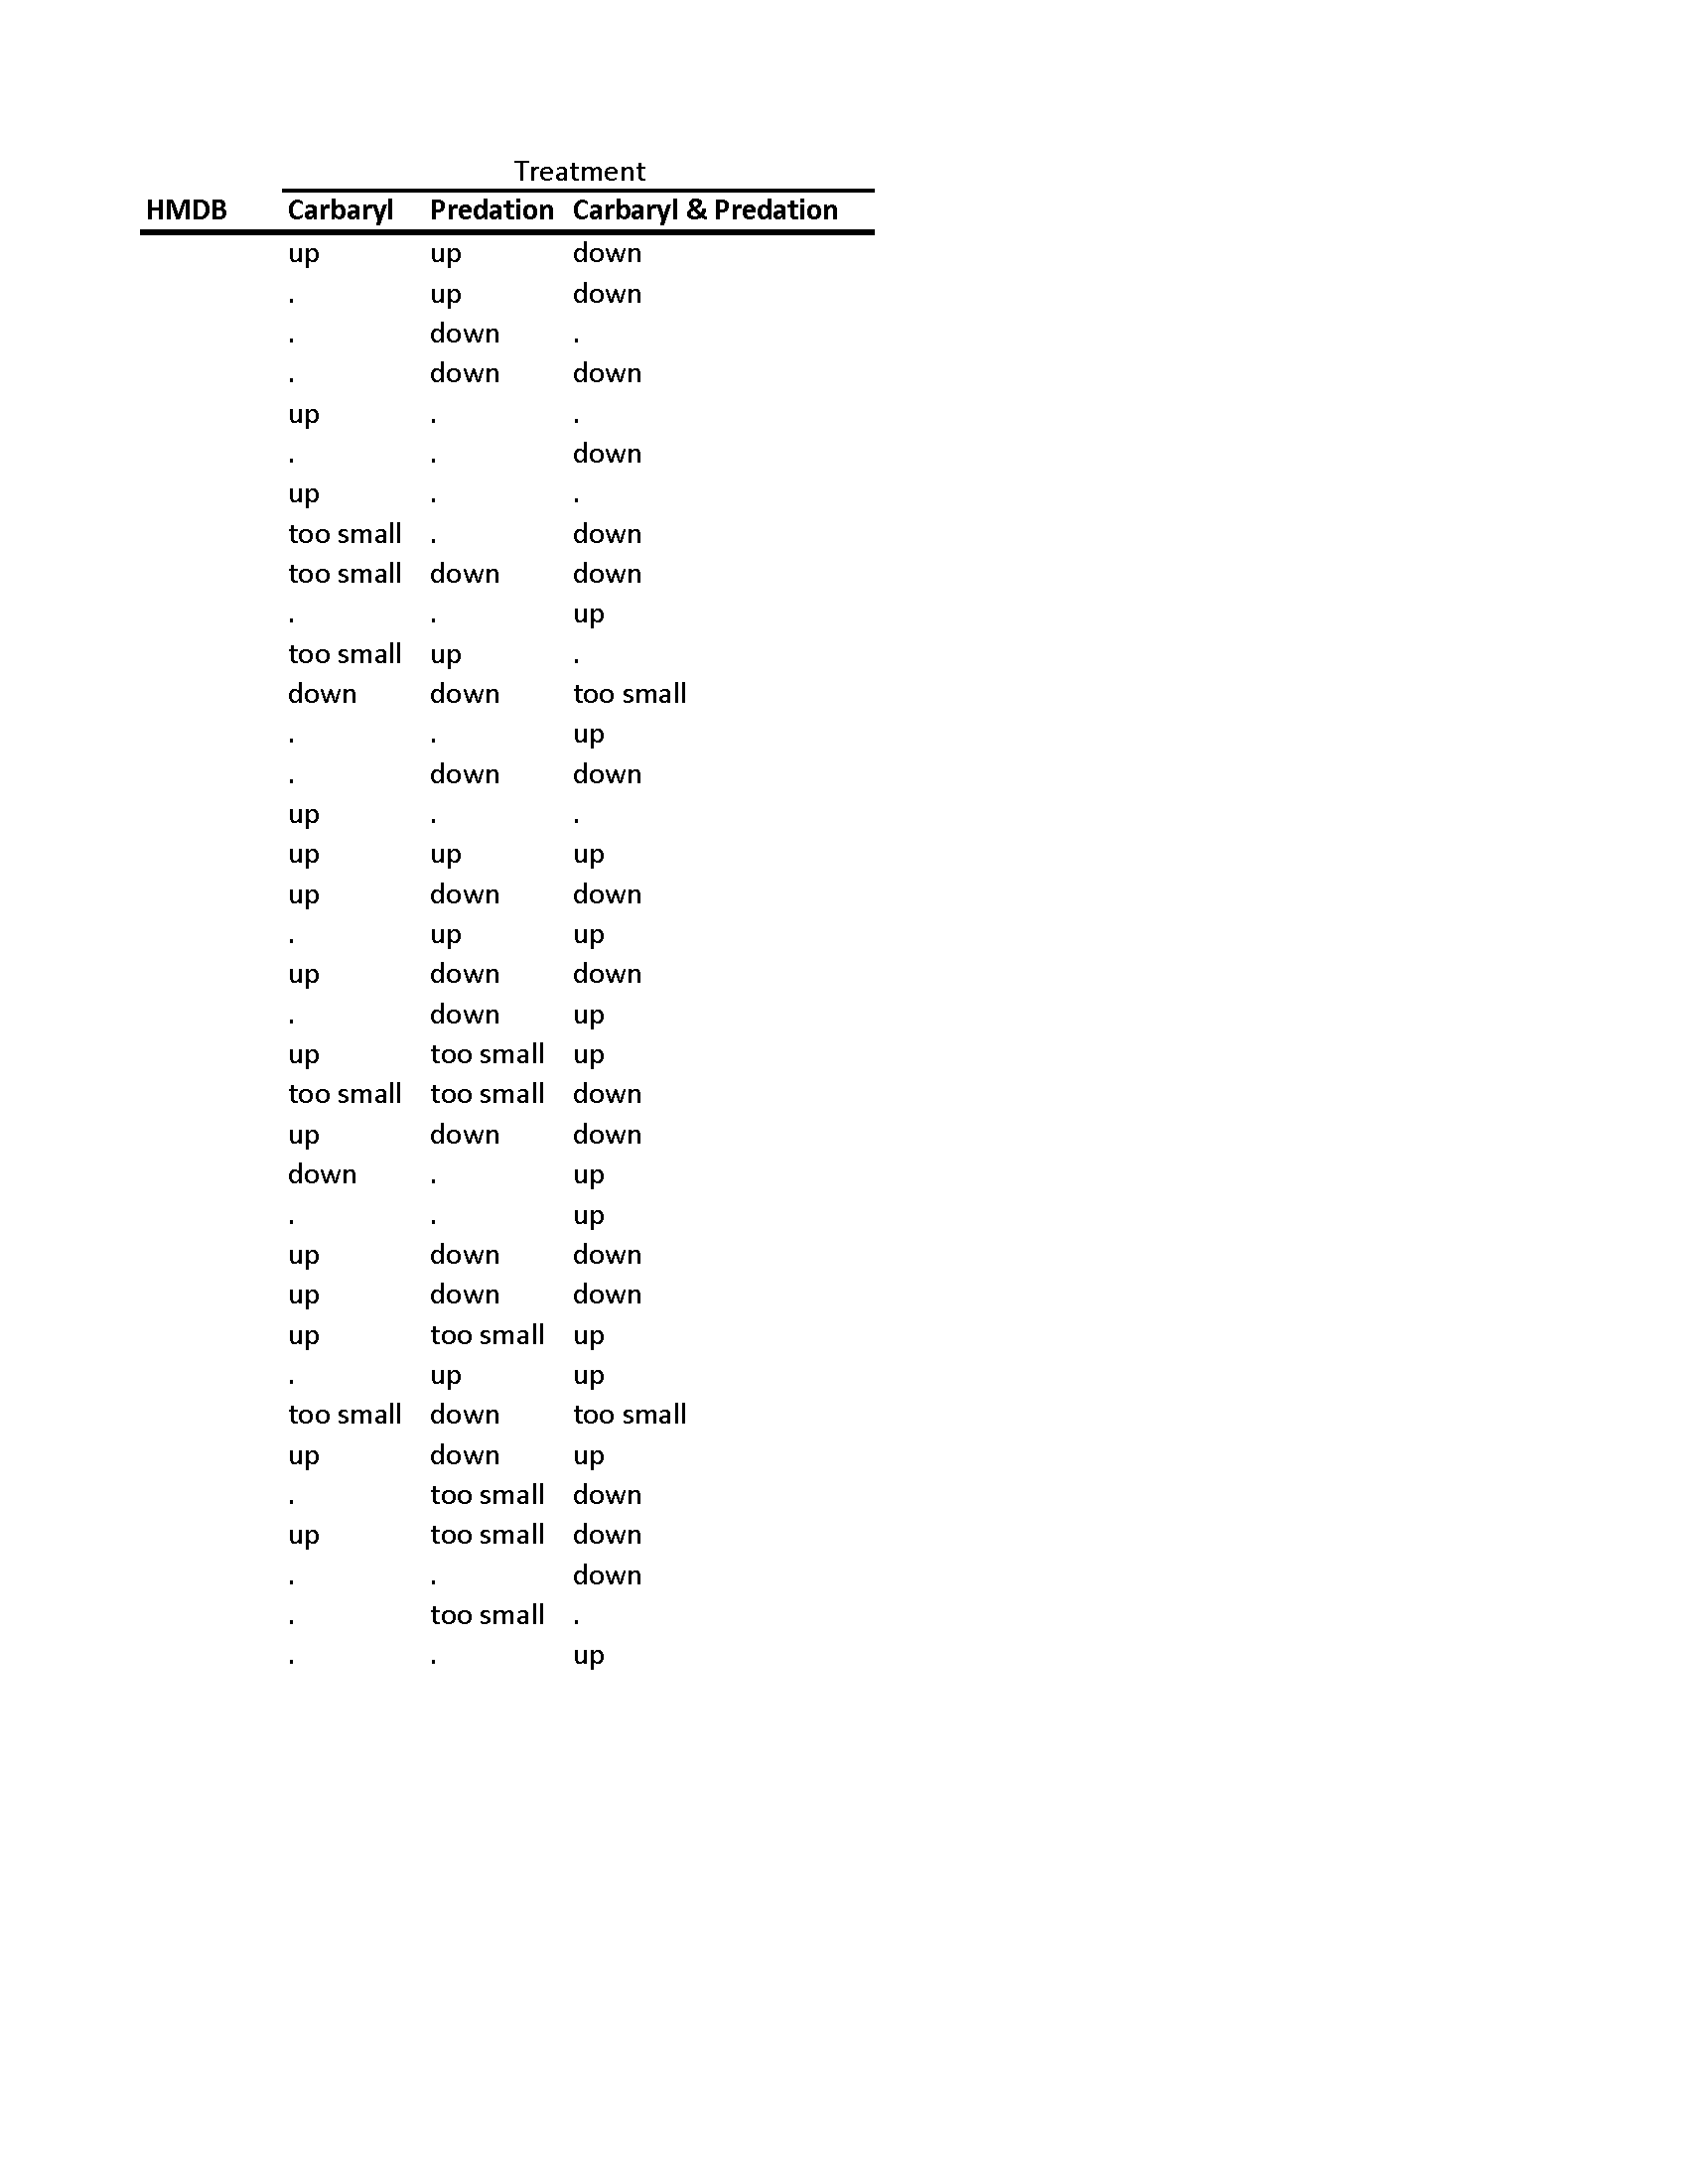 Treatment
HMDB Carbaryl Predation Carbaryl & Predation
up up down
. up down
. down .
. down down
up . .
. . down
up . .
too small . down
too small down down
. . up
too small up .
down down too small
. . up
. down down
up . .
up up up
up down down
. up up
up down down
. down up
up too small up
too small too small down
up down down
down . up
. . up
up down down
up down down
up too small up
. up up
too small down too small
up down up
. too small down
up too small down
. . down
. too small .
. . up